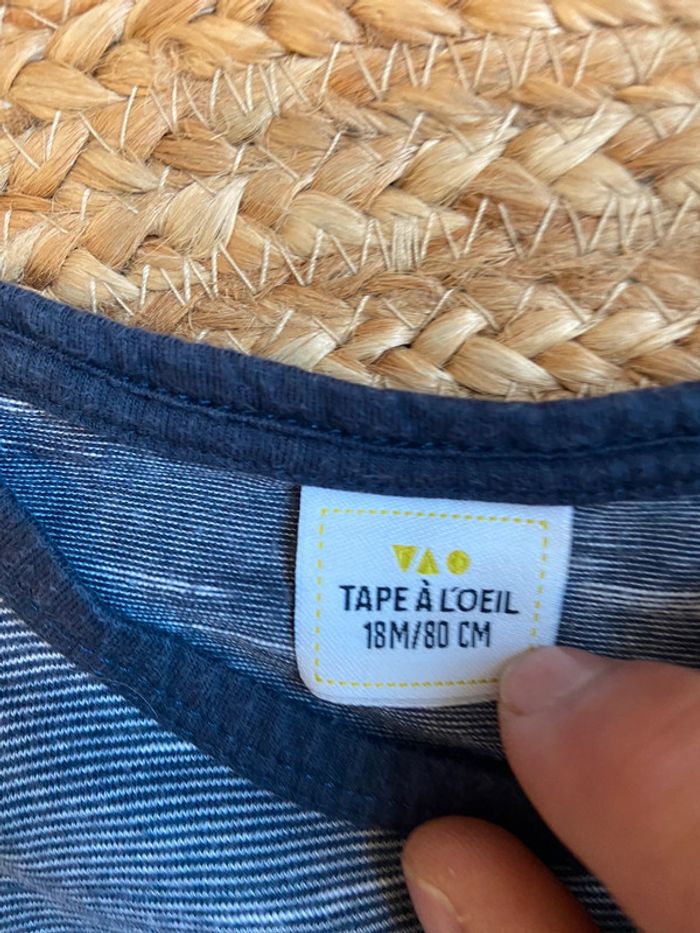 TAPE À L'OEIL
18M/80 CM